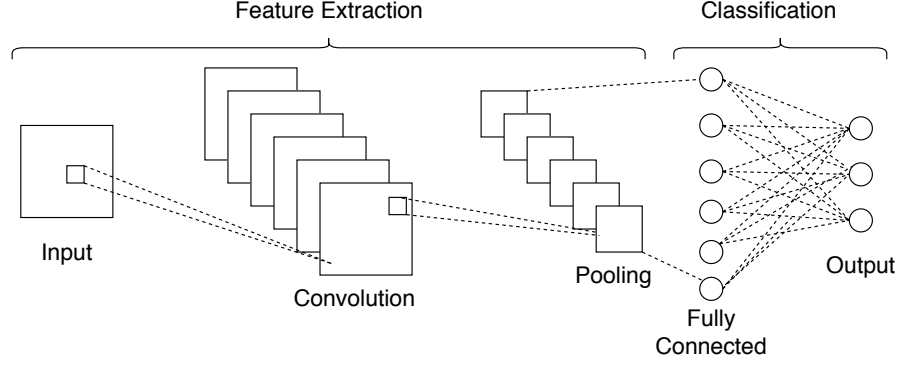 Feature Extraction
Classification
Input
Convolution
Pooling
Output
Fully
Connected